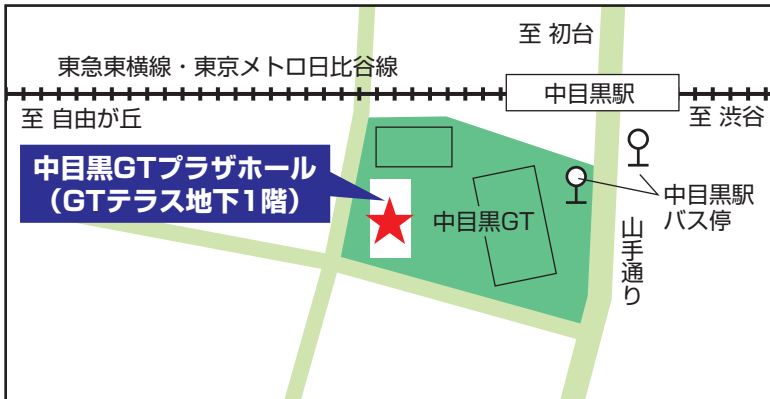 至 初台
東急東横線・東京メトロ日比谷線
中目黒駅
至 自由が丘
至 渋谷
中目黒GTプラザホール
（GTテラス地下1階）
中目黒GT
中目黒駅
バス停
山手通り